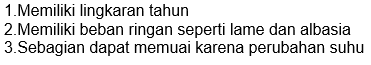 1.Memiliki lingkaran tahun
2.Memiliki beban ringan seperti lame dan albasia
3.Sebagian dapat memuai karena perubahan suhu